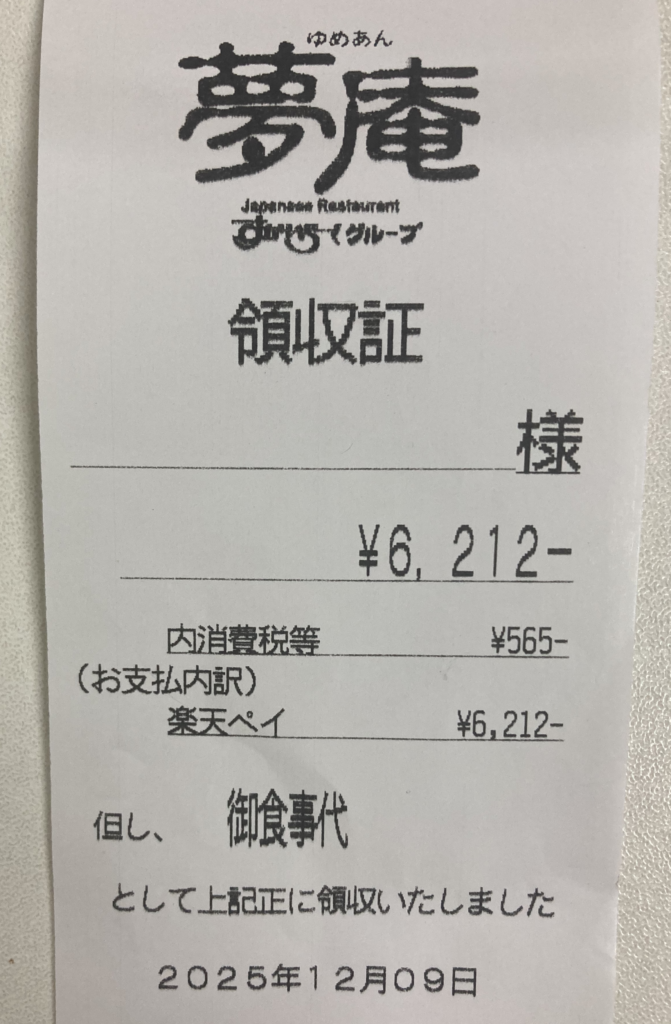 ゆめあん
夢庵
Japanese Restaurant
すかいらーくグループ
領収証
様
¥6,212-
内消費税等 ¥565-
(お支払内訳)
楽天ペイ ¥6,212-
但し、 御食事代
として上記正に領収いたしました
2025年12月09日